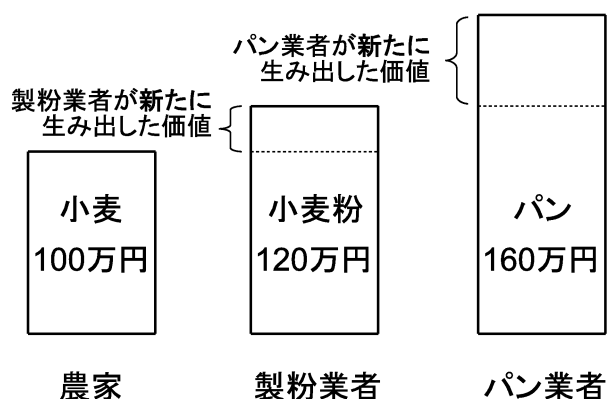 パン業者が新たに
生み出した価値
製粉業者が新たに
生み出した価値
小麦
100万円
小麦粉
120万円
パン
160万円
農家
製粉業者
パン業者